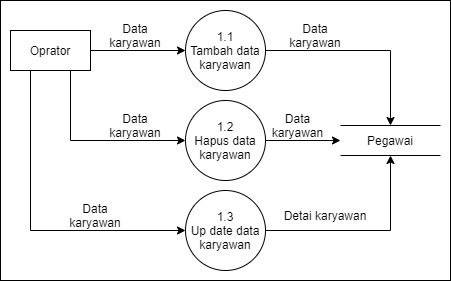 Data
karyawan
1.1
Tambah data
karyawan
Data
karyawan
Oprator
Data
karyawan
1.2
Hapus data
karyawan
Data
karyawan
Pegawai
Data
karyawan
1.3
Up date data
karyawan
Detai karyawan